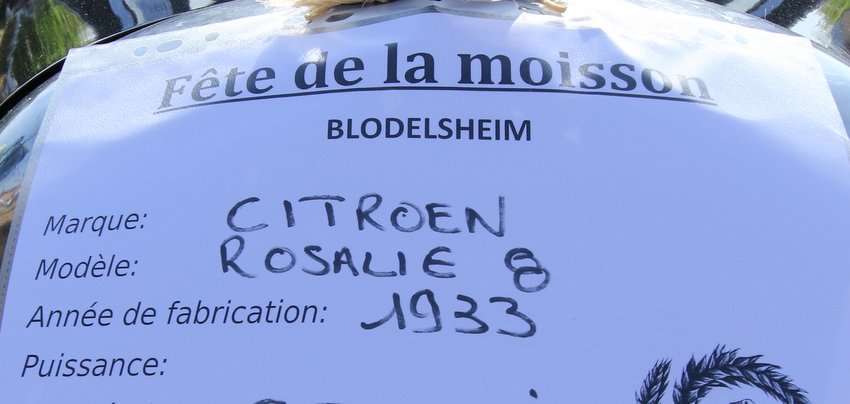 Fête de la moisson
BLODELSHEIM
Marque: CITROEN
Modèle: ROSALIE 8
Année de fabrication: 1933
Puissance: